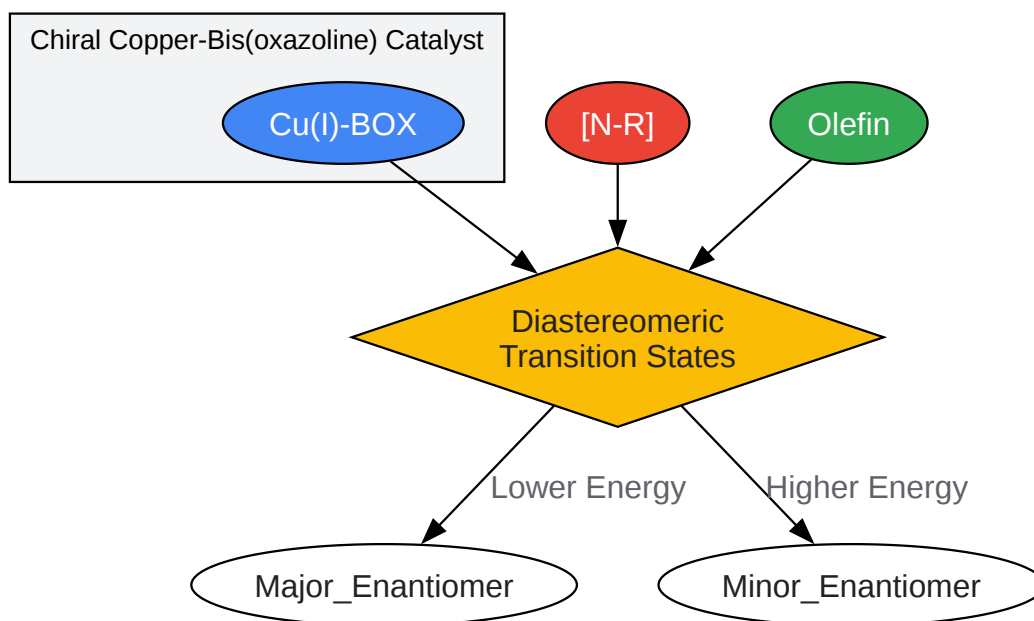 Chiral Copper-Bis(oxazoline) Catalyst
Cu(I)-BOX
[N-R]
Olefin
Diastereomeric
Transition States
Lower Energy
Higher Energy
Major_Enantiomer
Minor_Enantiomer